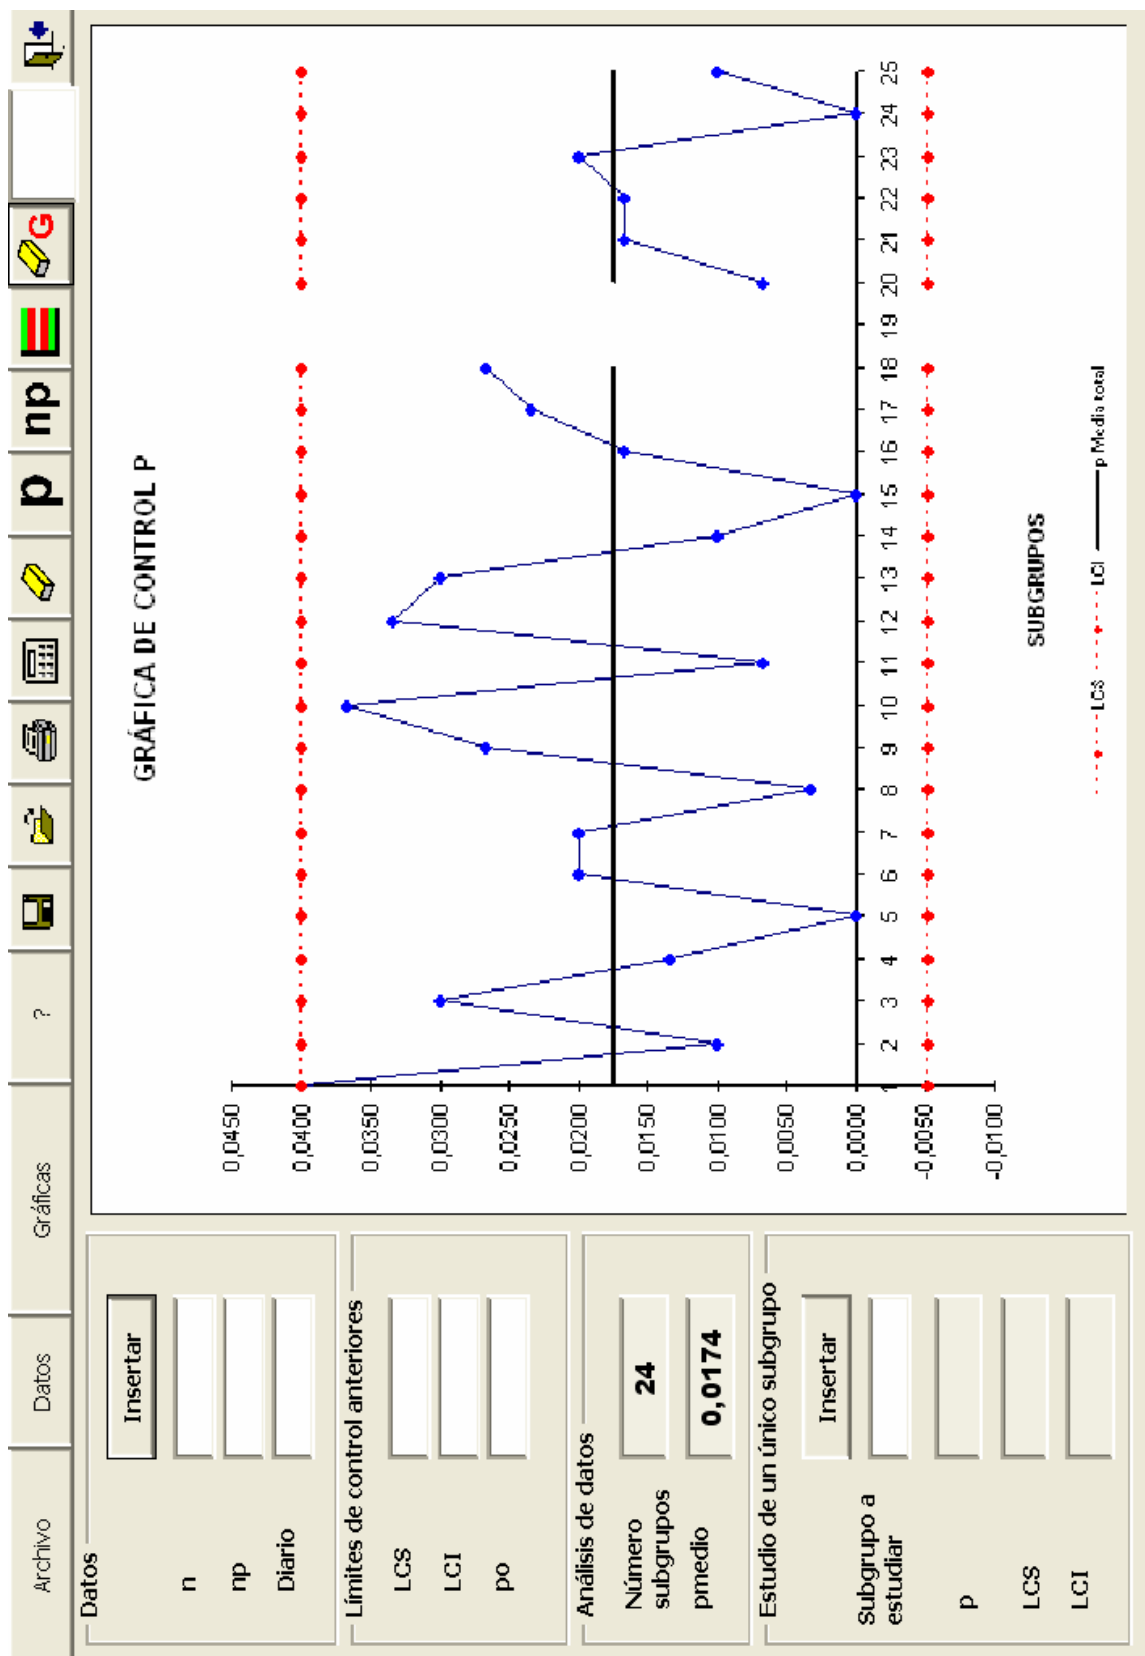 Archivo
Datos
Gráficas
?
p
np
G
Datos
Insertar
n
np
Diario
Límites de control anteriores
LCS
LCI
po
Análisis de datos
Número
subgrupos
24
pmedio
0,0174
Estudio de un único subgrupo
Insertar
Subgrupo a
estudiar
p
LCS
LCI
GRÁFICA DE CONTROL P
0,0450
0,0400
0,0350
0,0300
0,0250
0,0200
0,0150
0,0100
0,0050
0,0000
-0,0050
-0,0100
1 2 3 4 5 6 7 8 9 10 11 12 13 14 15 16 17 18 19 20 21 22 23 24 25
SUBGRUPOS
LCS LCI p Media total